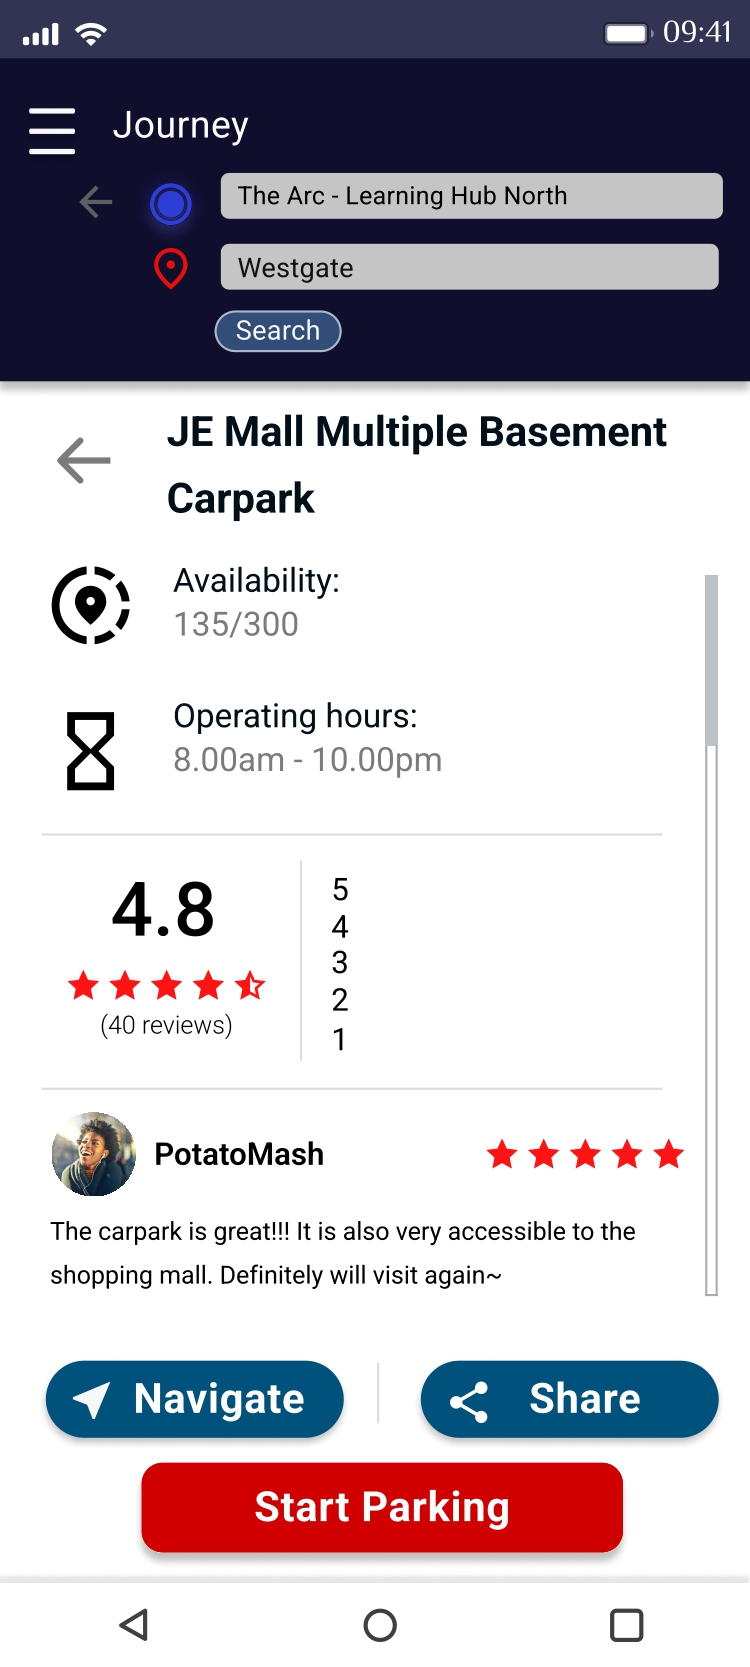 09:41
Journey
The Arc - Learning Hub North
Westgate
Search
JE Mall Multiple Basement
Carpark
Availability:
135/300
Operating hours:
8.00am - 10.00pm
4.8
(40 reviews)
5
4
3
2
1
PotatoMash
The carpark is great!!! It is also very accessible to the
shopping mall. Definitely will visit again~
Navigate
Share
Start Parking